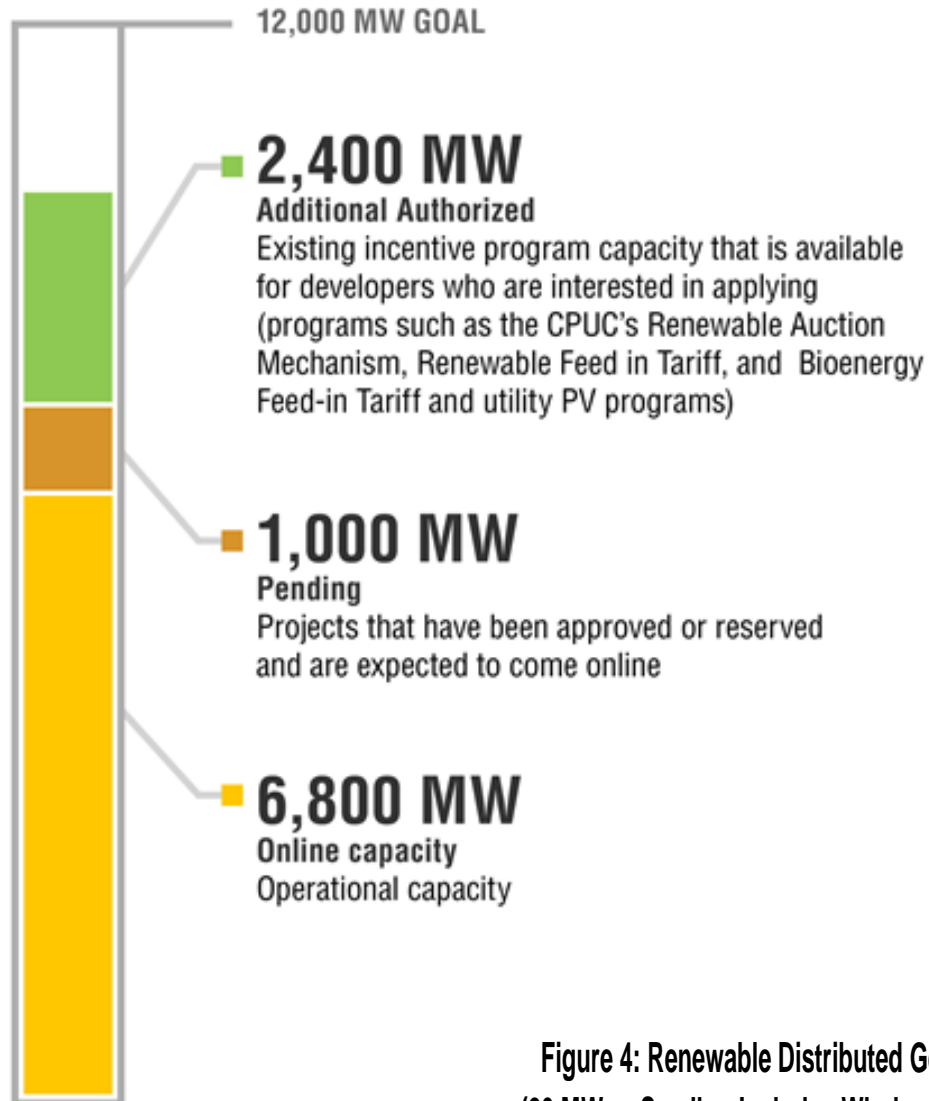 12,000 MW GOAL
2,400 MW
Additional Authorized
Existing incentive program capacity that is available
for developers who are interested in applying
(programs such as the CPUC's Renewable Auction
Mechanism, Renewable Feed in Tariff, and Bioenergy
Feed-in Tariff and utility PV programs)
1,000 MW
Pending
Projects that have been approved or reserved
and are expected to come online
6,800 MW
Online capacity
Operational capacity
Figure 4: Renewable Distributed